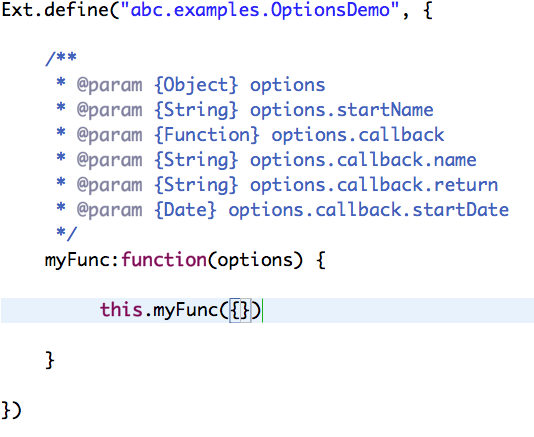 Ext.define("abc.examples.OptionsDemo", {
/**
* @param {Object} options
* @param {String} options.startName
* @param {Function} options.callback
* @param {String} options.callback.name
* @param {String} options.callback.return
* @param {Date} options.callback.startDate
*/
myFunc:function(options) {
this.myFunc({})
}
})